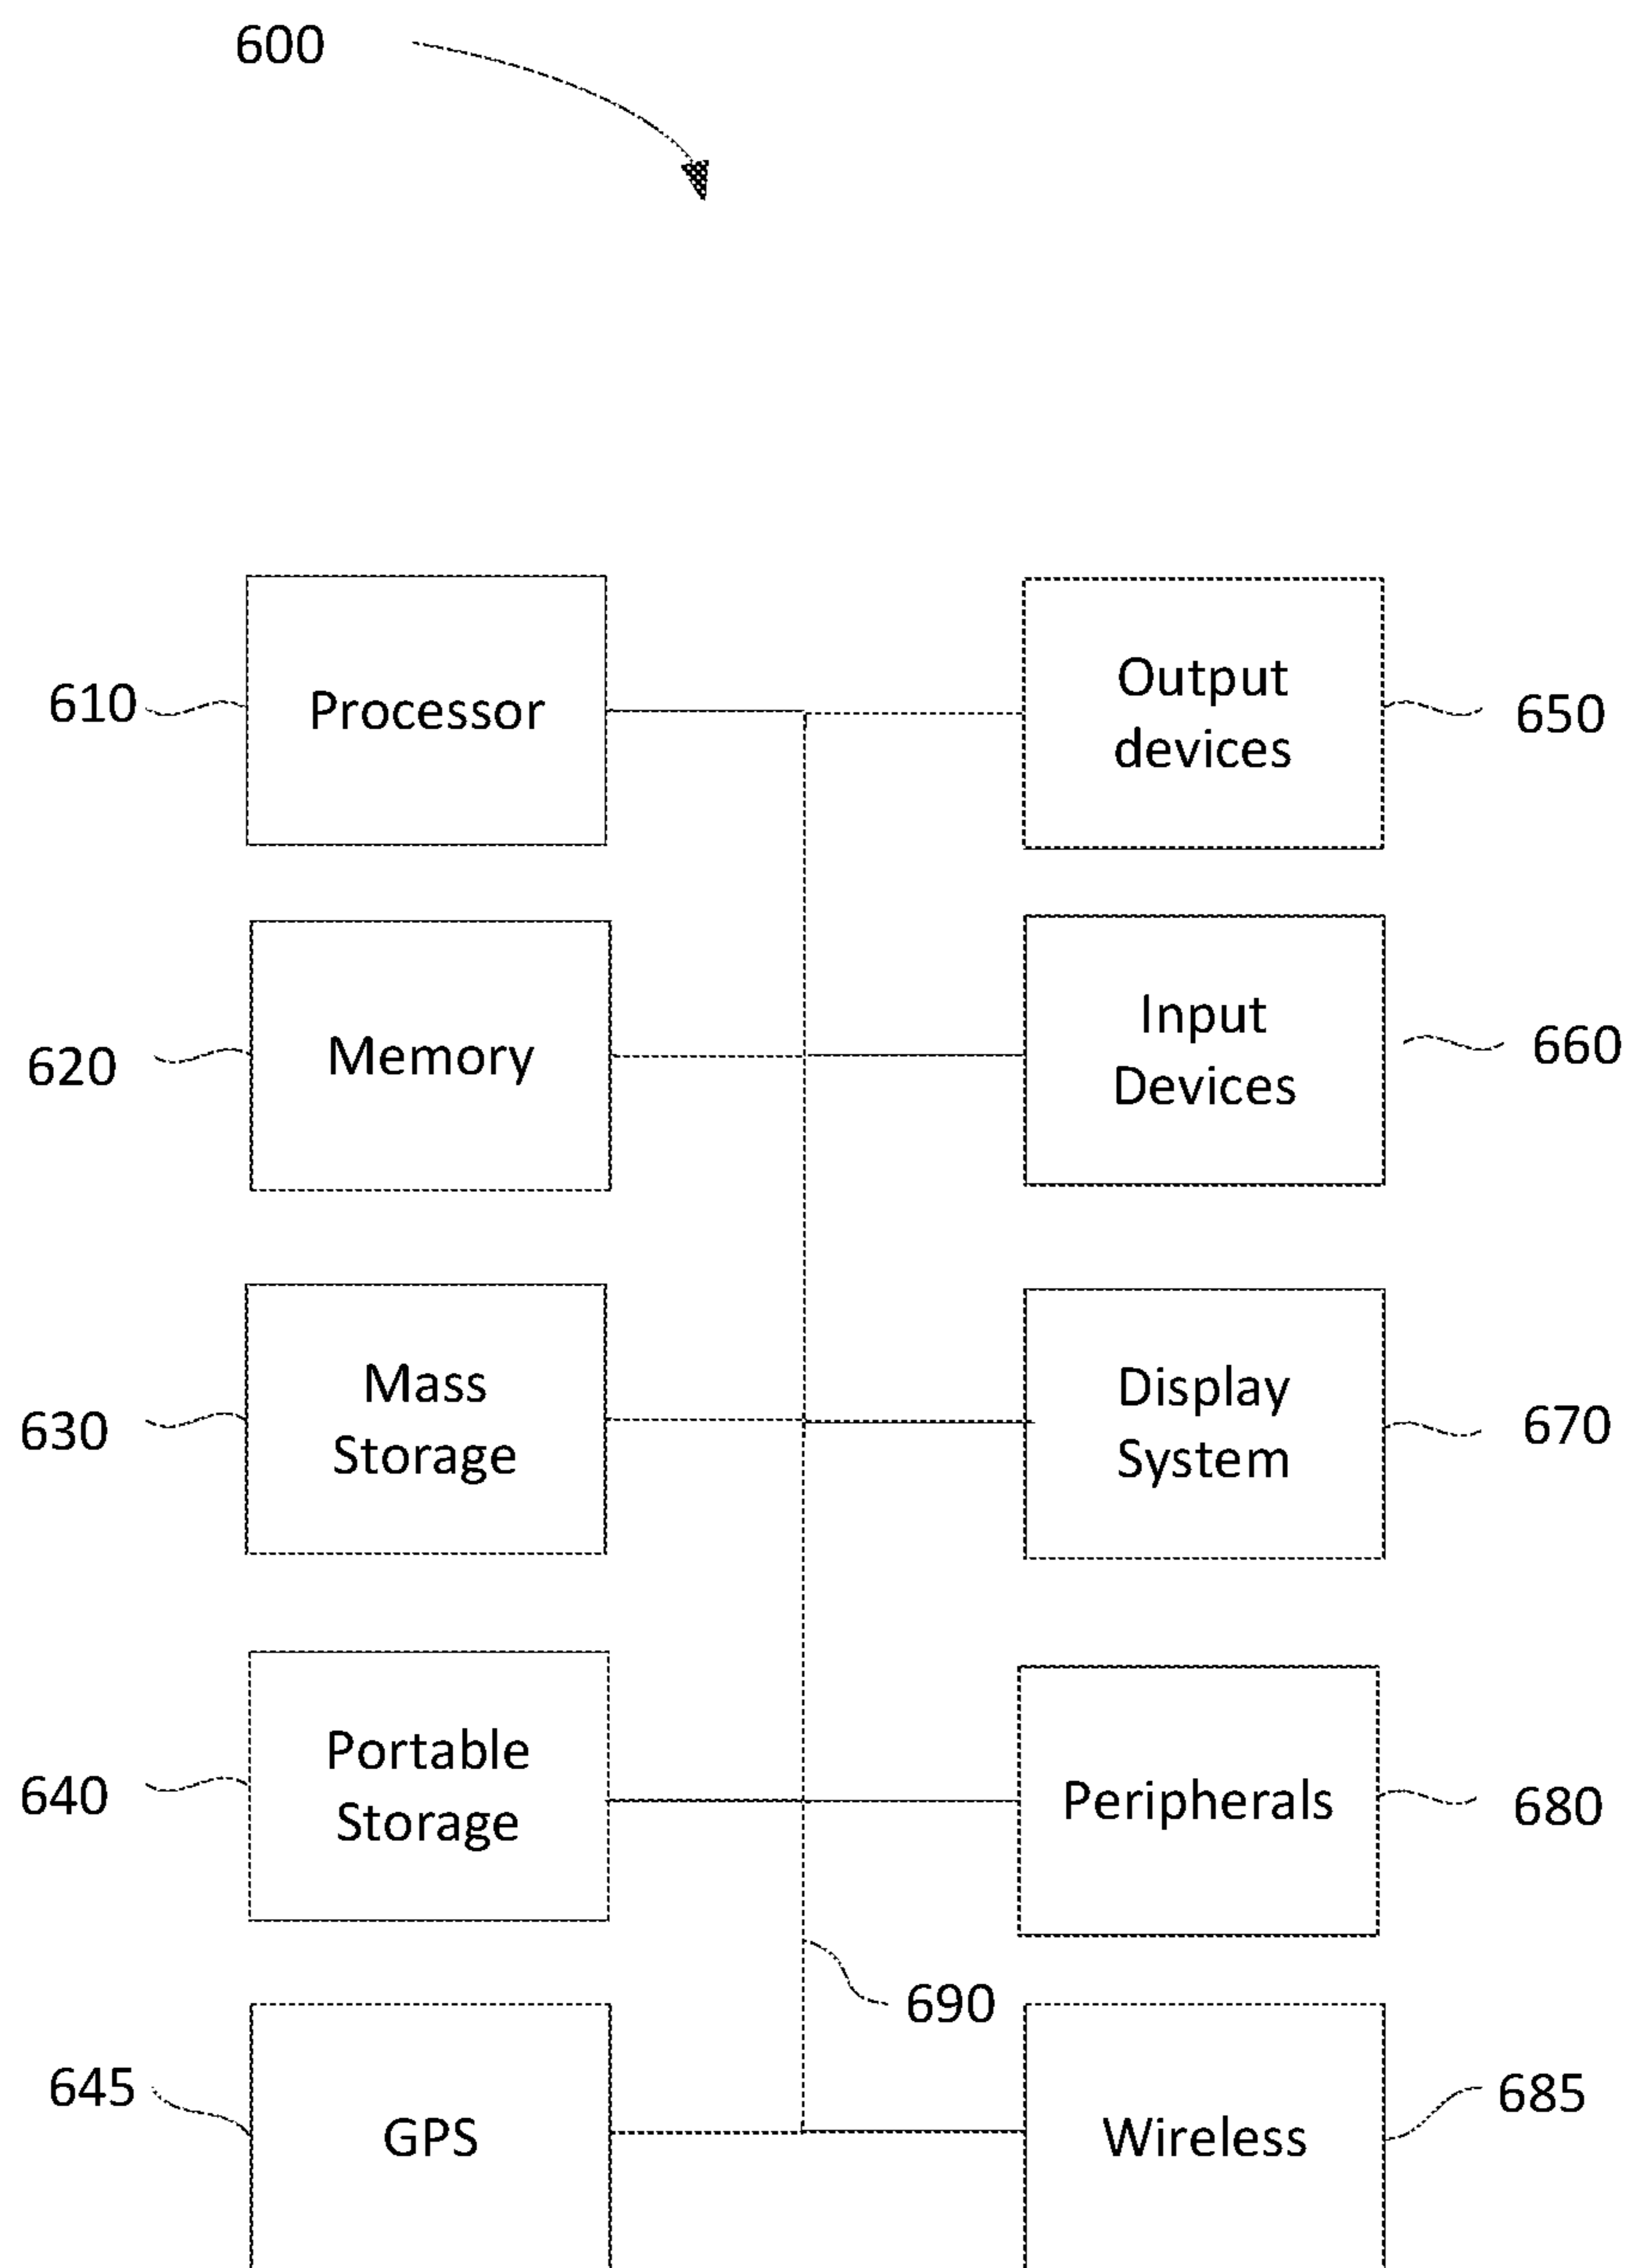 600
610
Processor
Output
devices
650
620
Memory
Input
Devices
660
630
Mass
Storage
Display
System
670
640
Portable
Storage
Peripherals
680
690
645
GPS
Wireless
685